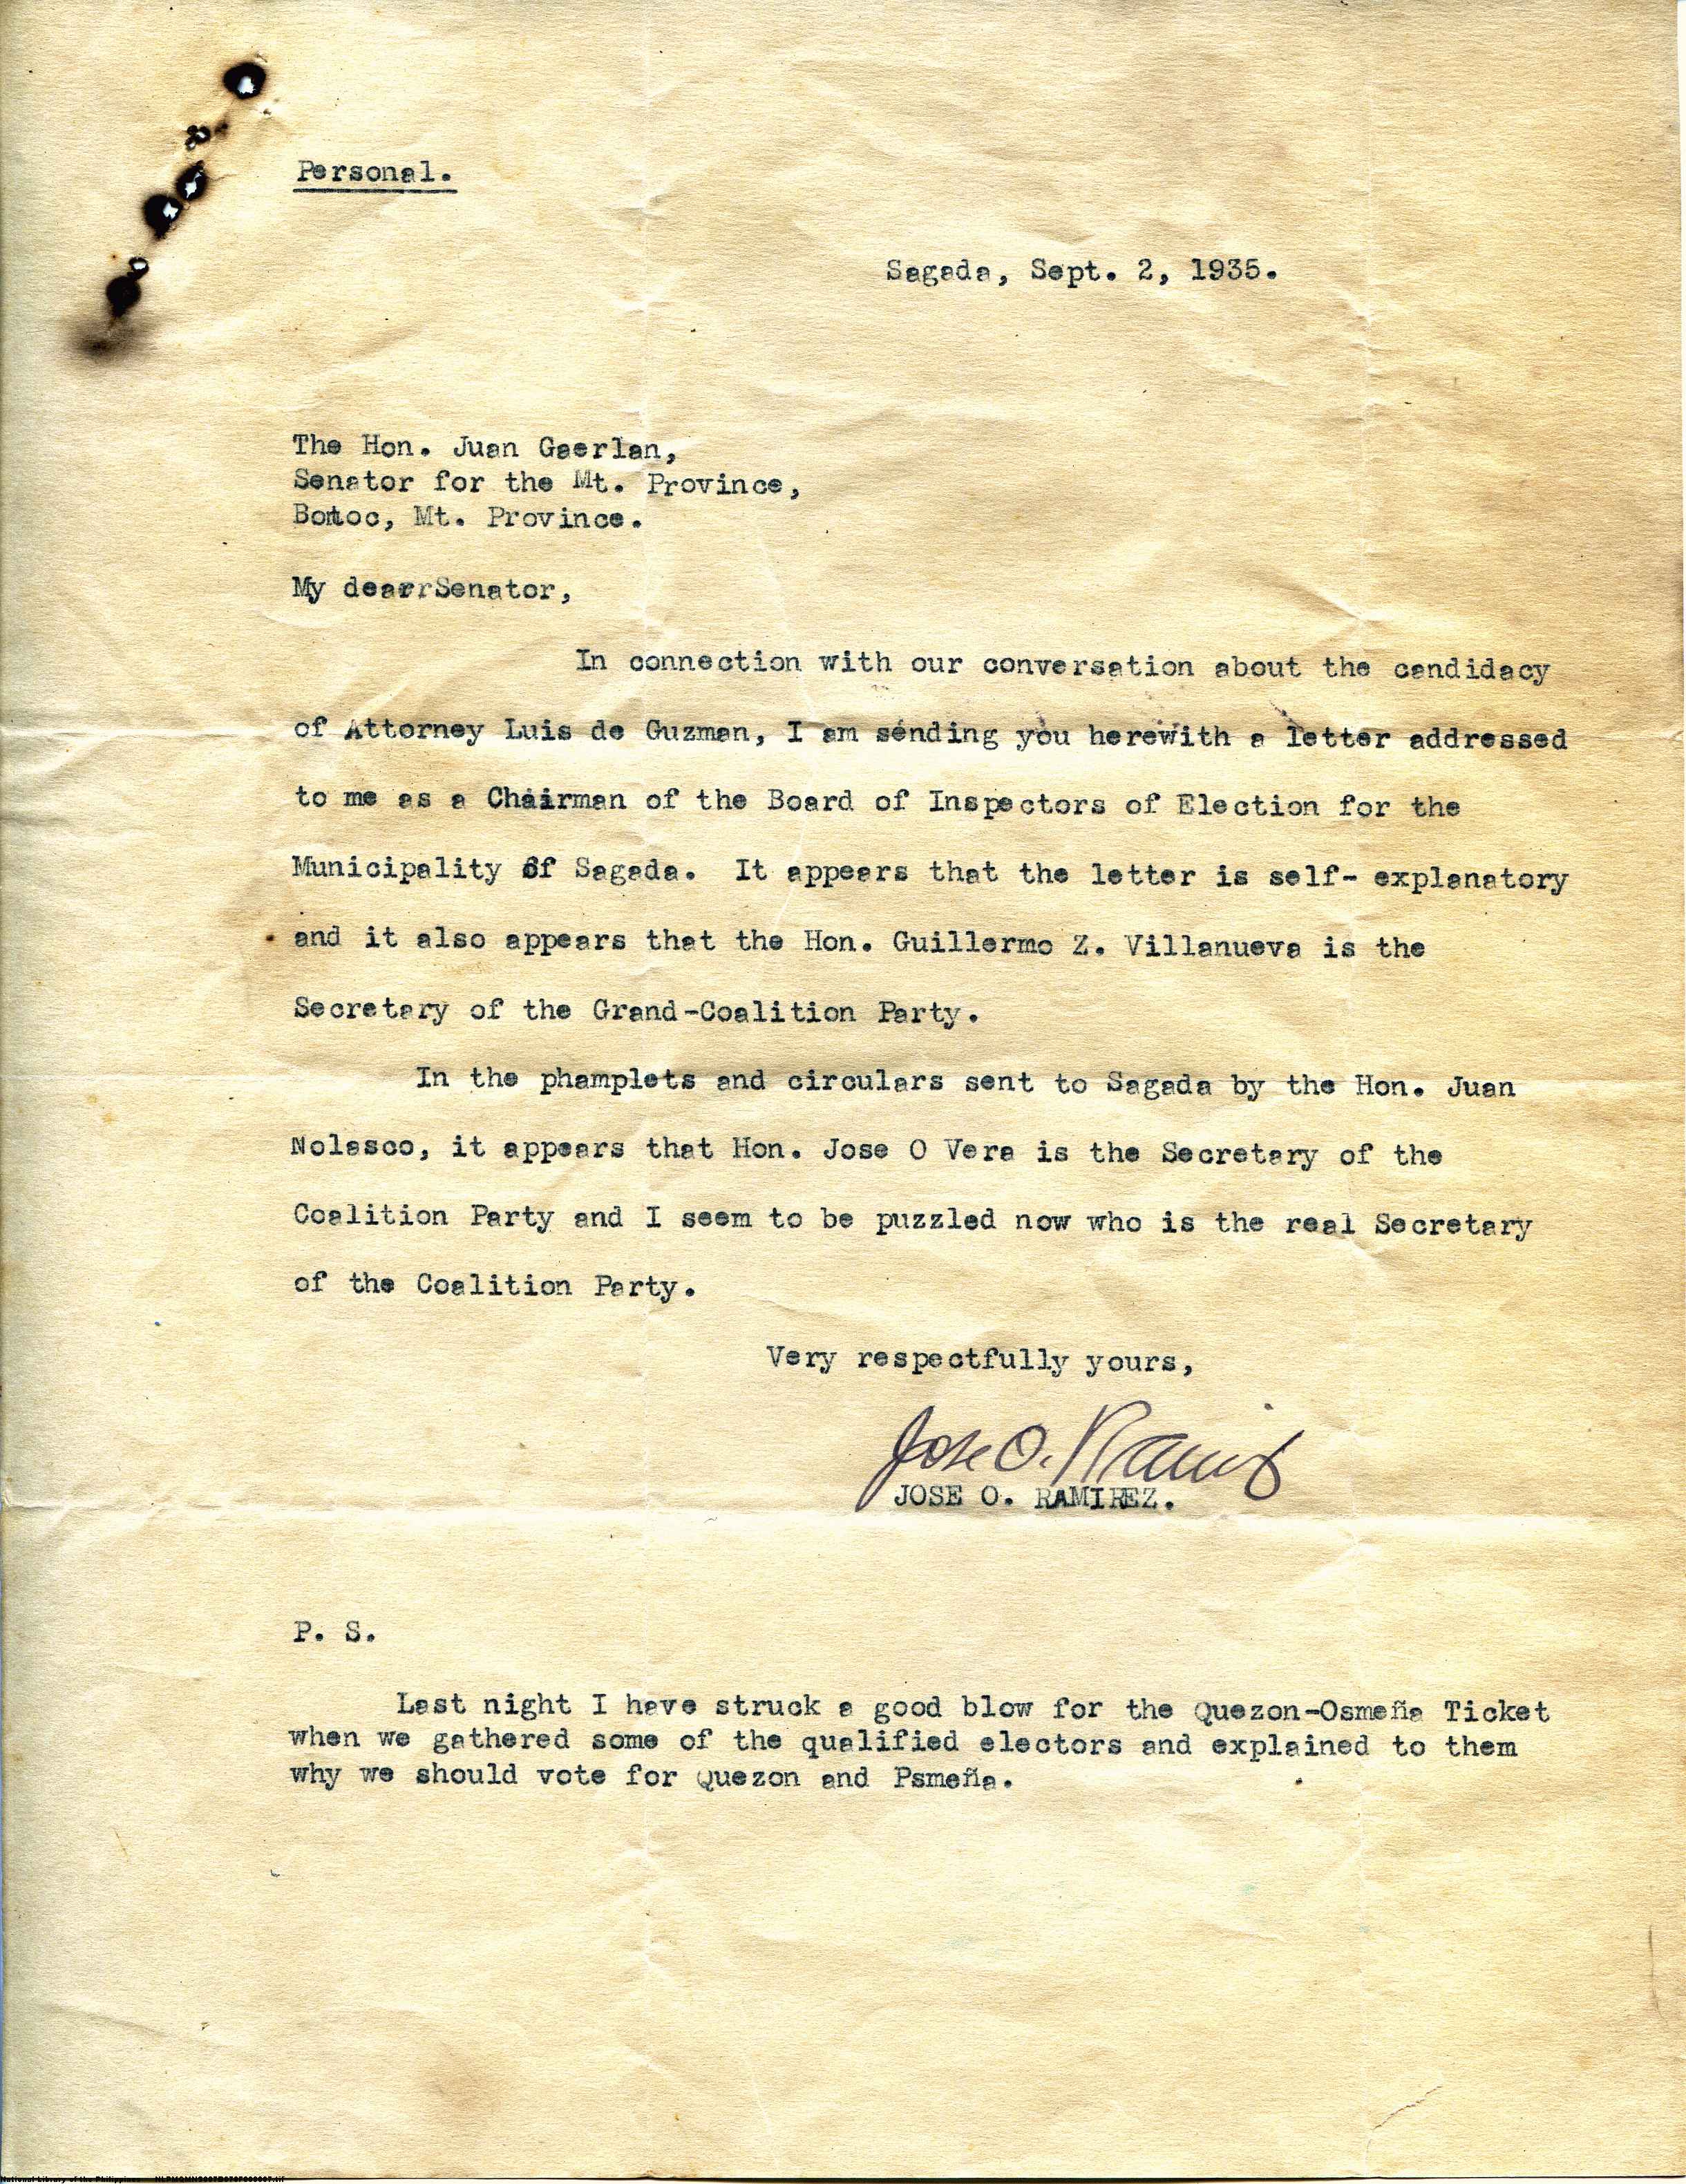 Personal.
Sagada, Sept. 2, 1935.
The Hon. Juan Gaerlan,
Senator for the Mt. Province,
Bontoc, Mt. Province.
My dearrSenator,
In connection with our conversation about the candidacy
of Attorney Luis de Guzman, I am sending you herewith a letter addressed
to me as a Chairman of the Board of Inspectors of Election for the
Municipality of Sagada. It appears that the letter is self- explanatory
and it also appears that the Hon. Guillermo Z. Villanueva is the
Secretary of the Grand-Coalition Party.
In the phamplets and circulars sent to Sagada by the Hon. Juan
Nolasco, it appears that Hon. Jose O Vera is the Secretary of the
Coalition Party and I seem to be puzzled now who is the real Secretary
of the Coalition Party.
Very respectfully yours,
Jose O. Ramirez
JOSE O. RAMIREZ.
P. S.
Last night I have struck a good blow for the Quezon-Osmeña Ticket
when we gathered some of the qualified electors and explained to them
why we should vote for Quezon and Psmeña.
National Library of the Philippines